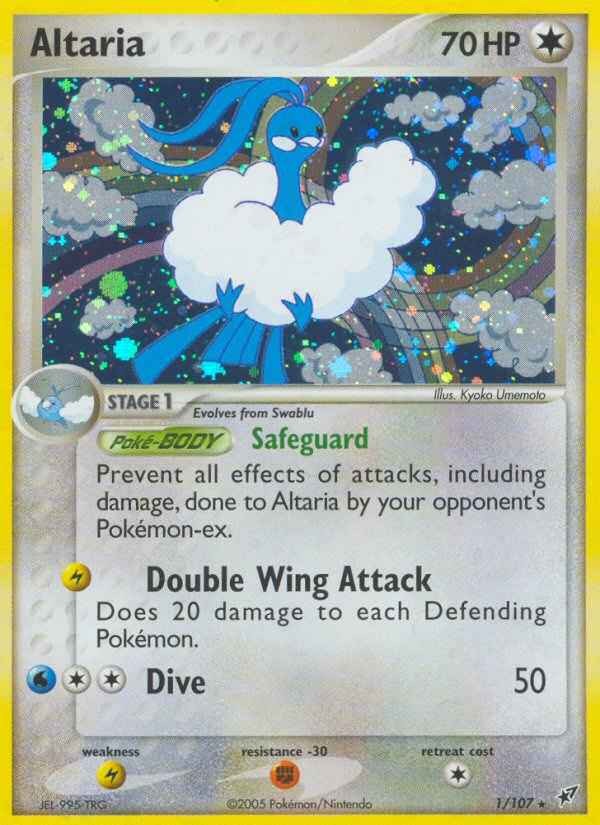 Altaria 70 HP
Illus. Kyoko Umemoto
STAGE 1
Evolves from Swablu
Poké-BODY Safeguard
Prevent all effects of attacks, including
damage, done to Altaria by your opponent's
Pokémon-ex.
Double Wing Attack
Does 20 damage to each Defending
Pokémon.
Dive 50
weakness resistance -30 retreat cost
JEL-995-TRG ©2005 Pokémon/Nintendo 1/107